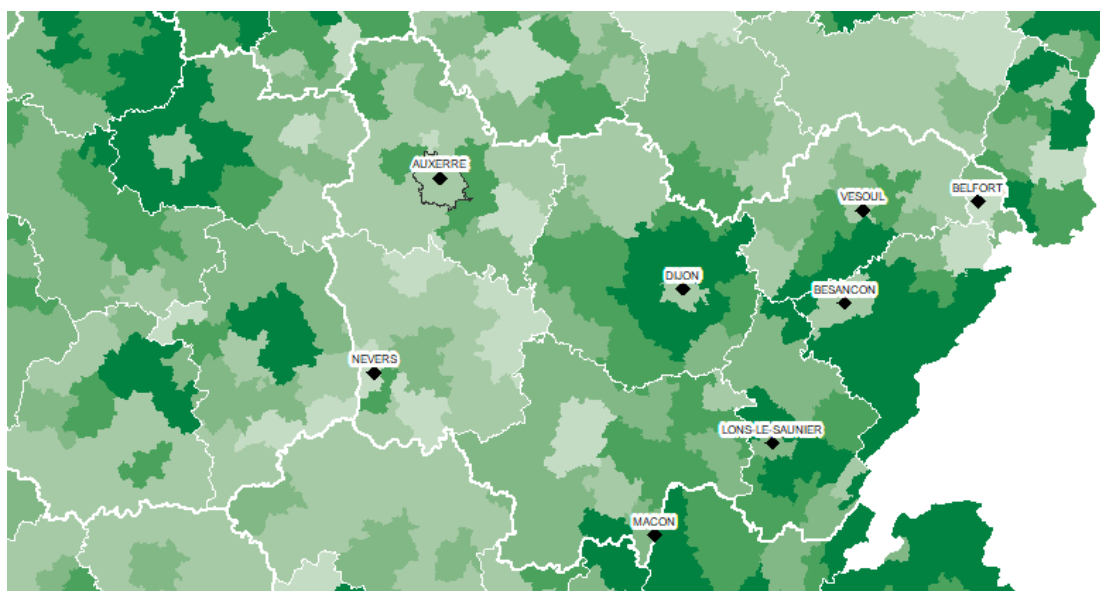 AUXERRE
BELFORT
VESOUL
DIJON
BESANCON
NEVERS
LONS-LE-SAUNIER
MACON